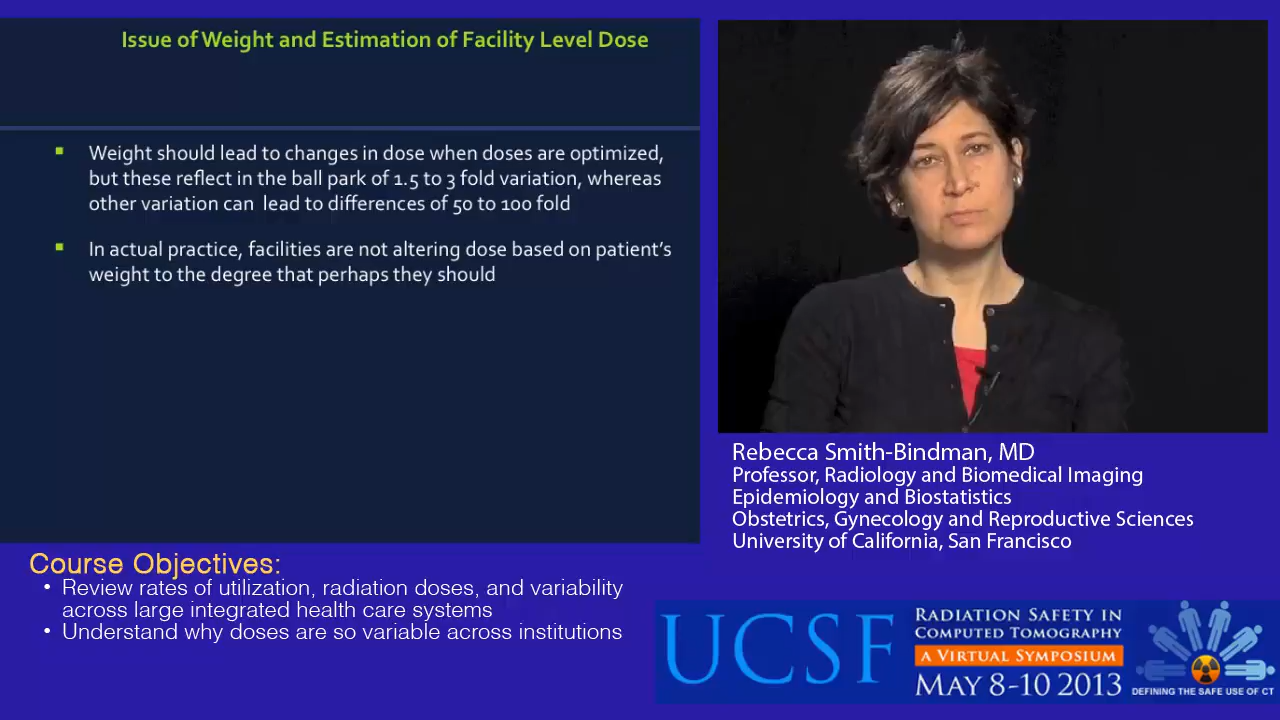 Issue of Weight and Estimation of Facility Level Dose
Weight should lead to changes in dose when doses are optimized,
but these reflect in the ball park of 1.5 to 3 fold variation, whereas
other variation can lead to differences of 50 to 100 fold
In actual practice, facilities are not altering dose based on patient's
weight to the degree that perhaps they should
Rebecca Smith-Bindman, MD
Professor, Radiology and Biomedical Imaging
Epidemiology and Biostatistics
Obstetrics, Gynecology and Reproductive Sciences
University of California, San Francisco
Course Objectives:
• Review rates of utilization, radiation doses, and variability
across large integrated health care systems
• Understand why doses are so variable across institutions
UCSF
Radiation Safety in
Computed Tomography
a Virtual Symposium
May 8-10 2013
DEFINING THE SAFE USE OF CT